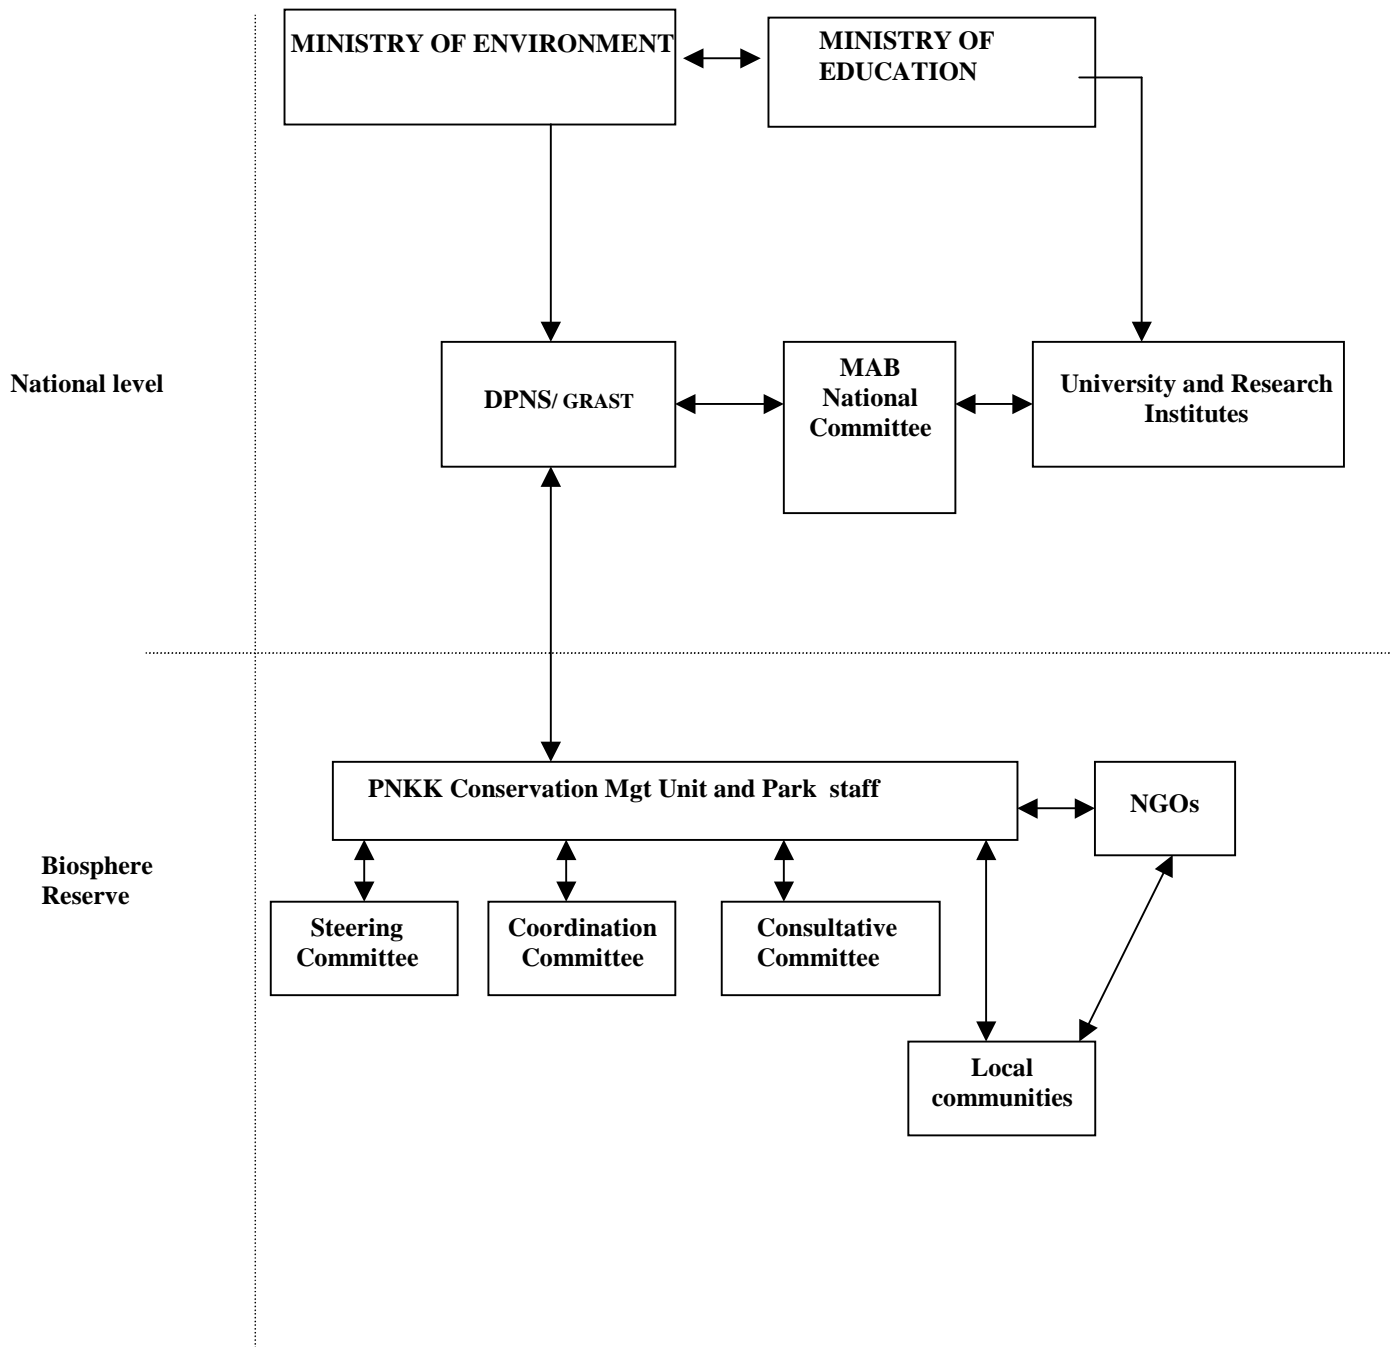 MINISTRY OF ENVIRONMENT
MINISTRY OF
EDUCATION
National level
DPNS/ GRAST
MAB
National
Committee
University and Research
Institutes
PNKK Conservation Mgt Unit and Park  staff
NGOs
Biosphere
Reserve
Steering
Committee
Coordination
Committee
Consultative
Committee
Local
communities